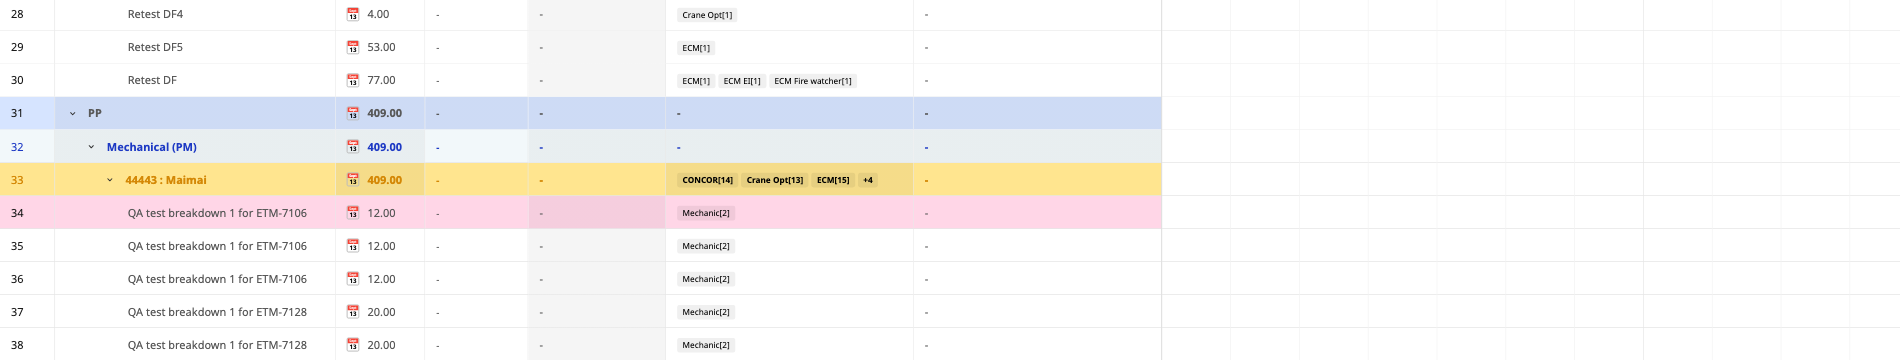 28 Retest DF4 4.00 - - Crane Opt[1] -
29 Retest DF5 53.00 - - ECM[1] -
30 Retest DF 77.00 - - ECM[1] ECM EI[1] ECM Fire watcher[1] -
31 PP 409.00 - - - -
32 Mechanical (PM) 409.00 - - - -
33 44443 : Maimai 409.00 - - CONCOR[14] Crane Opt[13] ECM[15] +4 -
34 QA test breakdown 1 for ETM-7106 12.00 - - Mechanic[2] -
35 QA test breakdown 1 for ETM-7106 12.00 - - Mechanic[2] -
36 QA test breakdown 1 for ETM-7106 12.00 - - Mechanic[2] -
37 QA test breakdown 1 for ETM-7128 20.00 - - Mechanic[2] -
38 QA test breakdown 1 for ETM-7128 20.00 - - Mechanic[2] -